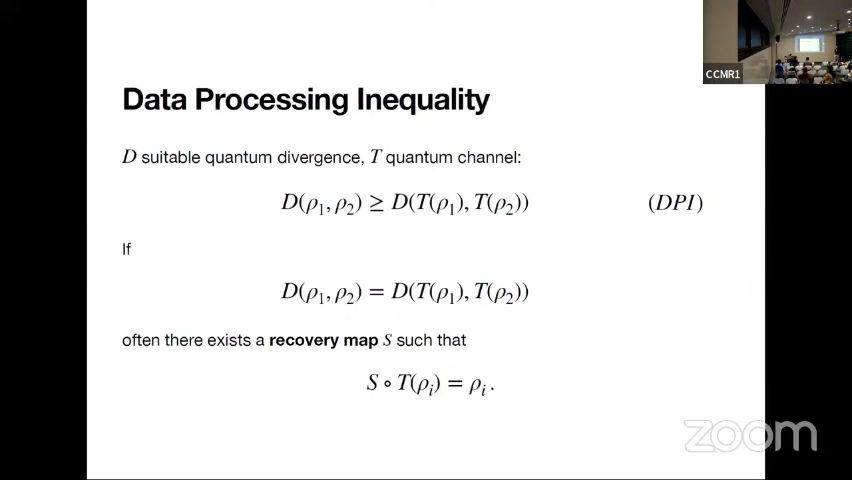 CCMR1
Data Processing Inequality
D suitable quantum divergence, T quantum channel:
D(ρ₁, ρ₂) ≥ D(T(ρ₁), T(ρ₂)) (DPI)
If
D(ρ₁, ρ₂) = D(T(ρ₁), T(ρ₂))
often there exists a recovery map S such that
S ∘ T(ρᵢ) = ρᵢ .
zoom